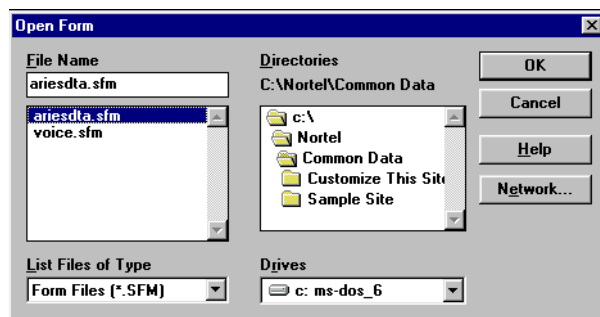 Open Form
File Name
ariesdta.sfm
ariesdta.sfm
voice.sfm
List Files of Type
Form Files (*.SFM)
Directories
C:\Nortel\Common Data
c:\
Nortel
Common Data
Customize This Site
Sample Site
Drives
c: ms-dos_6
OK
Cancel
Help
Network...